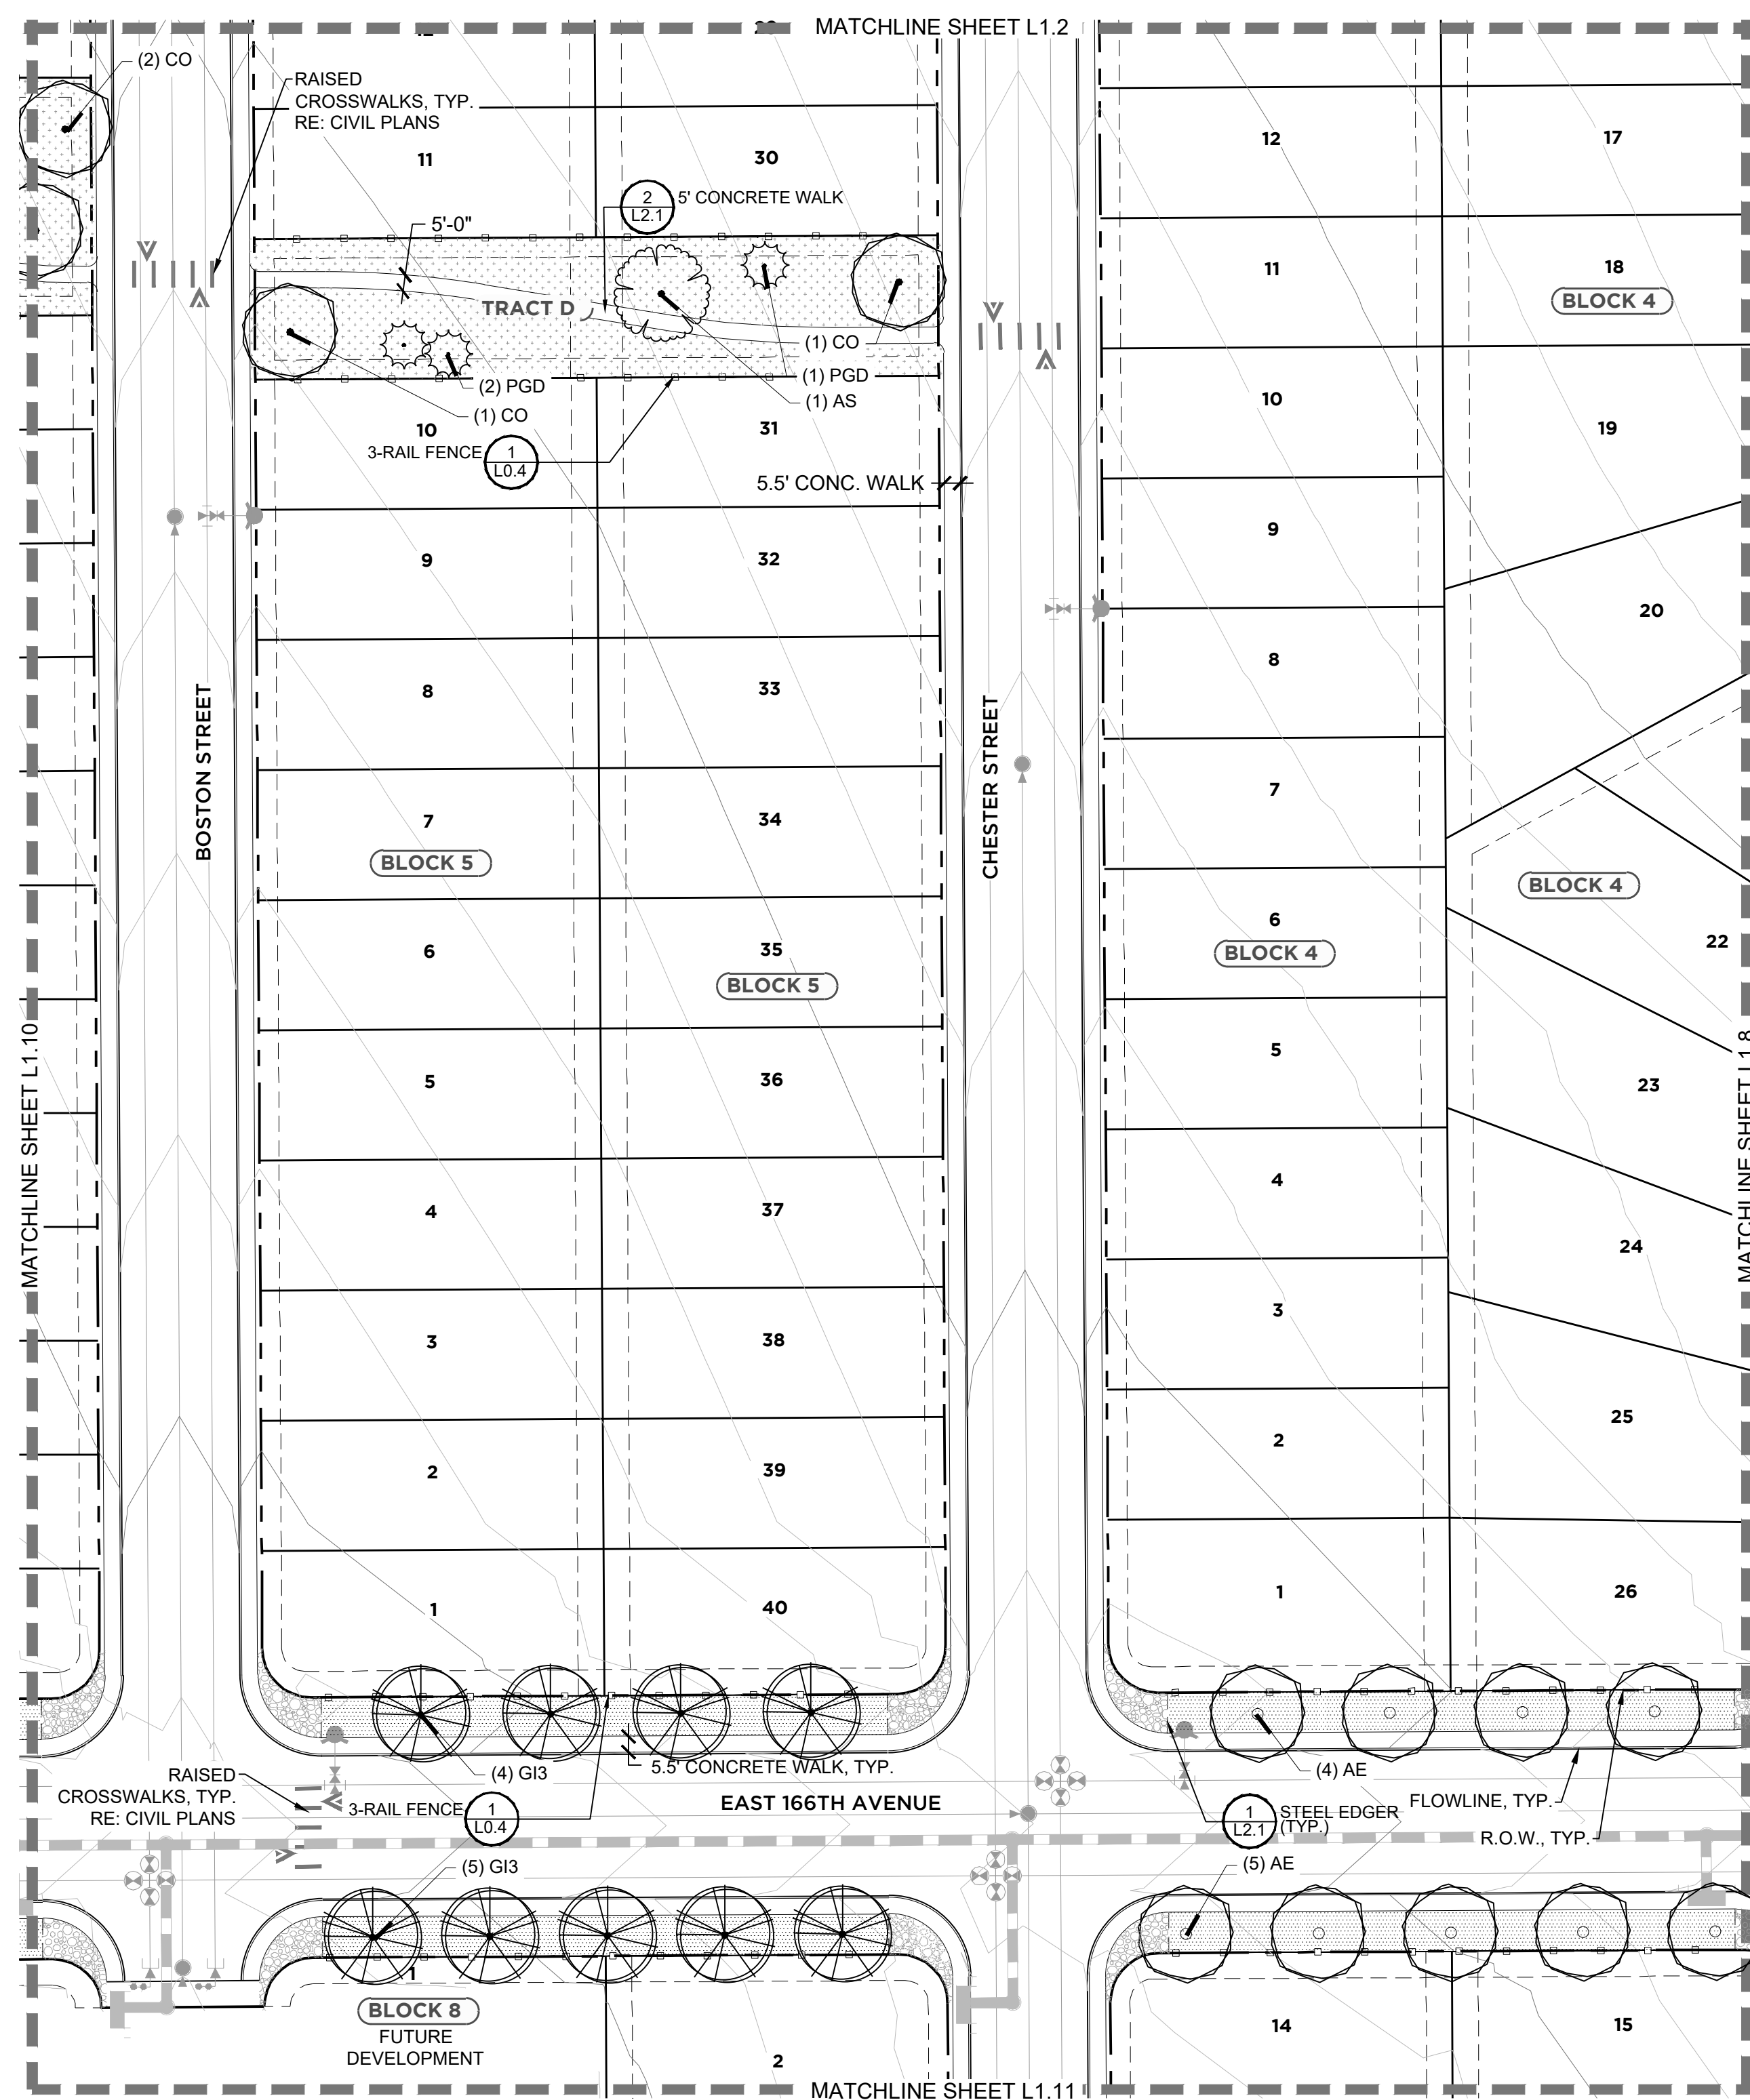 MATCHLINE SHEET L1.2
(2) CO
RAISED
CROSSWALKS, TYP.
RE: CIVIL PLANS
11
30
12
17
2
L2.1
5' CONCRETE WALK
5'-0"
TRACT D
11
18
BLOCK 4
(1) CO
(1) PGD
(2) PGD
(1) AS
(1) CO
10
31
10
19
3-RAIL FENCE
1
L0.4
5.5' CONC. WALK
9
32
9
20
8
33
8
BOSTON STREET
CHESTER STREET
7
34
7
BLOCK 5
BLOCK 4
6
35
6
22
BLOCK 5
BLOCK 4
5
36
5
23
MATCHLINE SHEET L1.10
MATCHLINE SHEET L1.8
4
37
4
24
3
38
3
25
2
39
2
1
40
1
26
(4) GI3
5.5' CONCRETE WALK, TYP.
(4) AE
RAISED
CROSSWALKS, TYP.
RE: CIVIL PLANS
3-RAIL FENCE
1
L0.4
EAST 166TH AVENUE
1
L2.1
STEEL EDGER
(TYP.)
FLOWLINE, TYP.
R.O.W., TYP.
(5) GI3
(5) AE
1
BLOCK 8
FUTURE
DEVELOPMENT
2
14
15
MATCHLINE SHEET L1.11